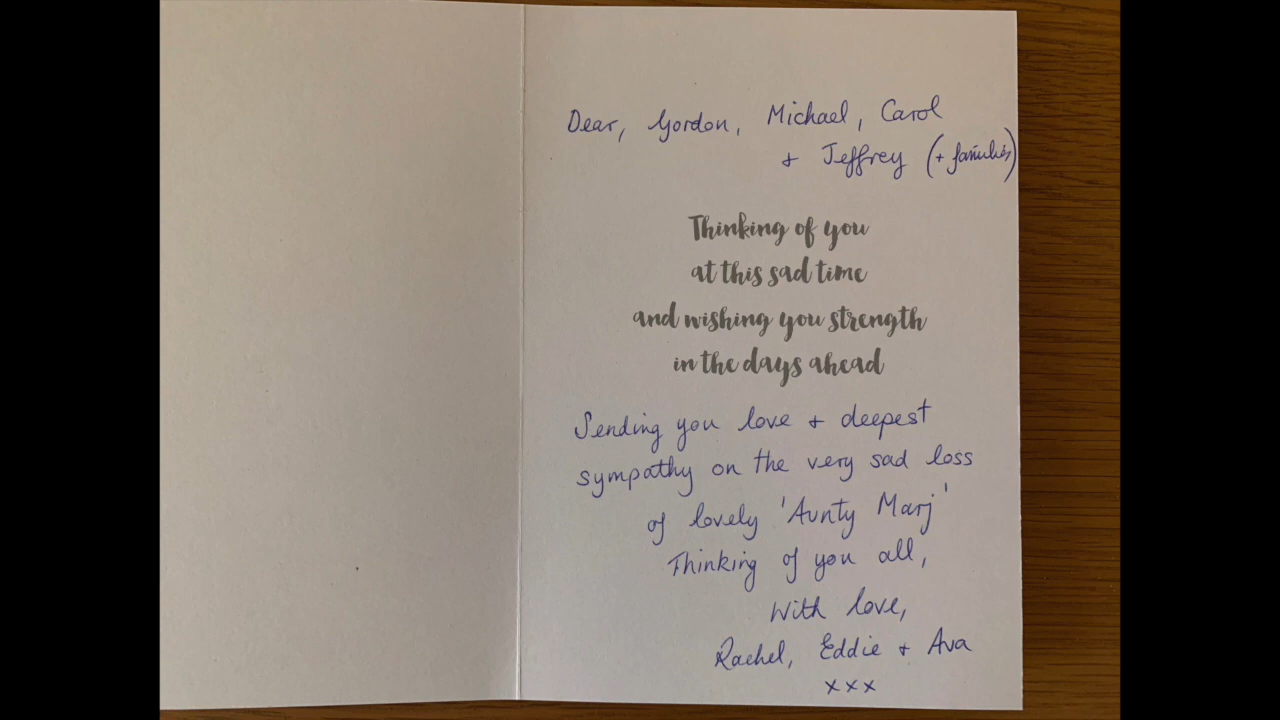 Dear, Gordon, Michael, Carol
+ Jeffrey (+ families)
Thinking of you
at this sad time
and wishing you strength
in the days ahead
Sending you love + deepest
sympathy on the very sad loss
of lovely 'Aunty Marj'
Thinking of you all,
With love,
Rachel, Eddie + Ava
xxx